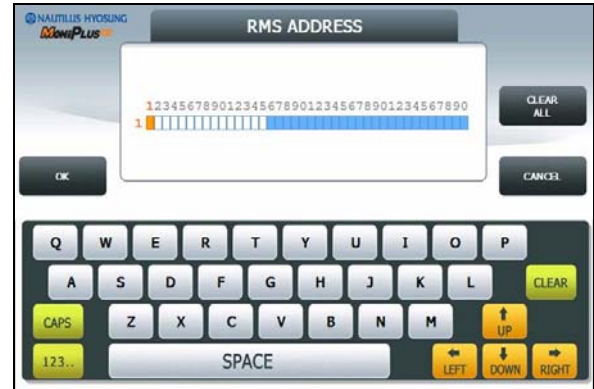 NAUTILUS HYOSUNG
MoniPlus
RMS ADDRESS
1234567890123456789012345678901234567890
1
CLEAR
ALL
OK
CANCEL
Q W E R T Y U I O P
A S D F G H J K L CLEAR
CAPS Z X C V B N M UP
123.. SPACE LEFT DOWN RIGHT